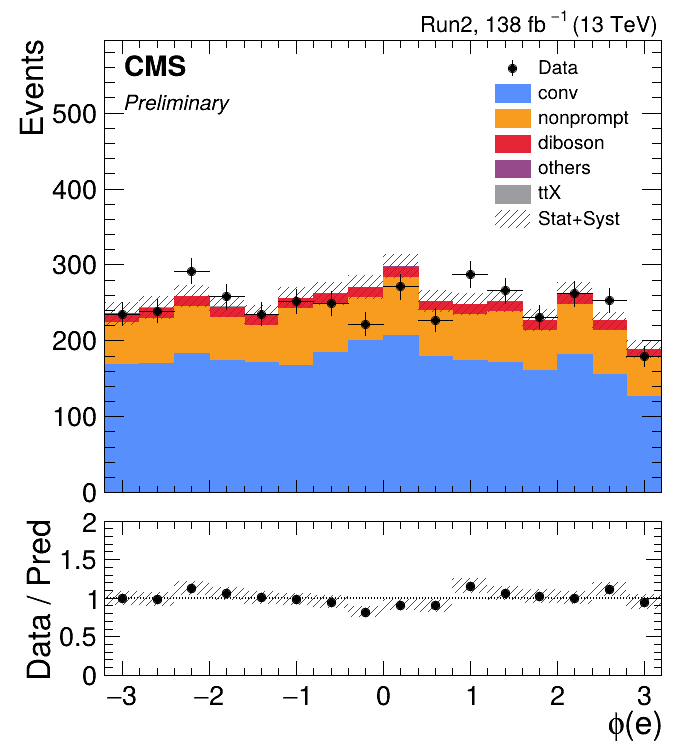 Run2, 138 fb⁻¹ (13 TeV)
CMS
Preliminary
Events
500
400
300
200
100
0
Data
conv
nonprompt
diboson
others
ttX
Stat+Syst
Data / Pred
2
1.5
1
0.5
0
−3 −2 −1 0 1 2 3
ϕ(e)